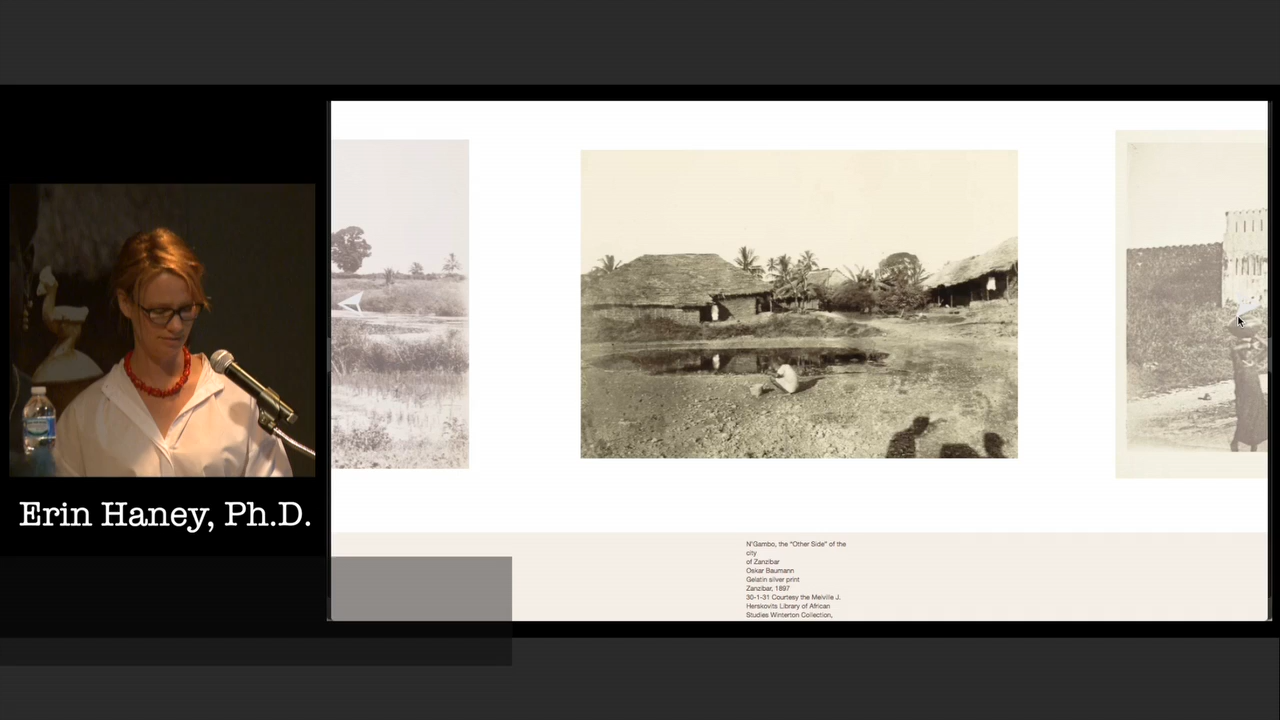 Erin Haney, Ph.D.
N'Gambo, the "Other Side" of the
city
of Zanzibar
Oskar Baumann
Gelatin silver print
Zanzibar, 1897
30-1-31 Courtesy the Melville J.
Herskovits Library of African
Studies Winterton Collection,